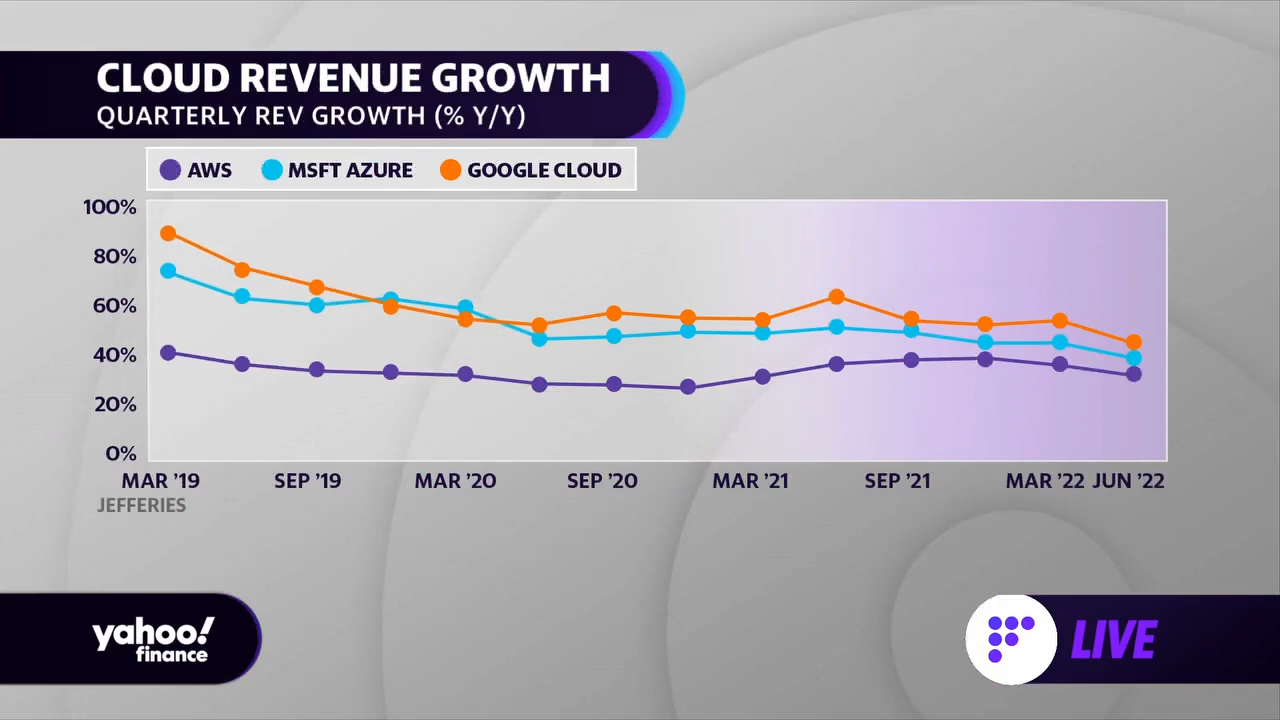 CLOUD REVENUE GROWTH
QUARTERLY REV GROWTH (% Y/Y)
AWS MSFT AZURE GOOGLE CLOUD
100%
80%
60%
40%
20%
0%
MAR '19 SEP '19 MAR '20 SEP '20 MAR '21 SEP '21 MAR '22 JUN '22
JEFFERIES
yahoo!
finance
LIVE